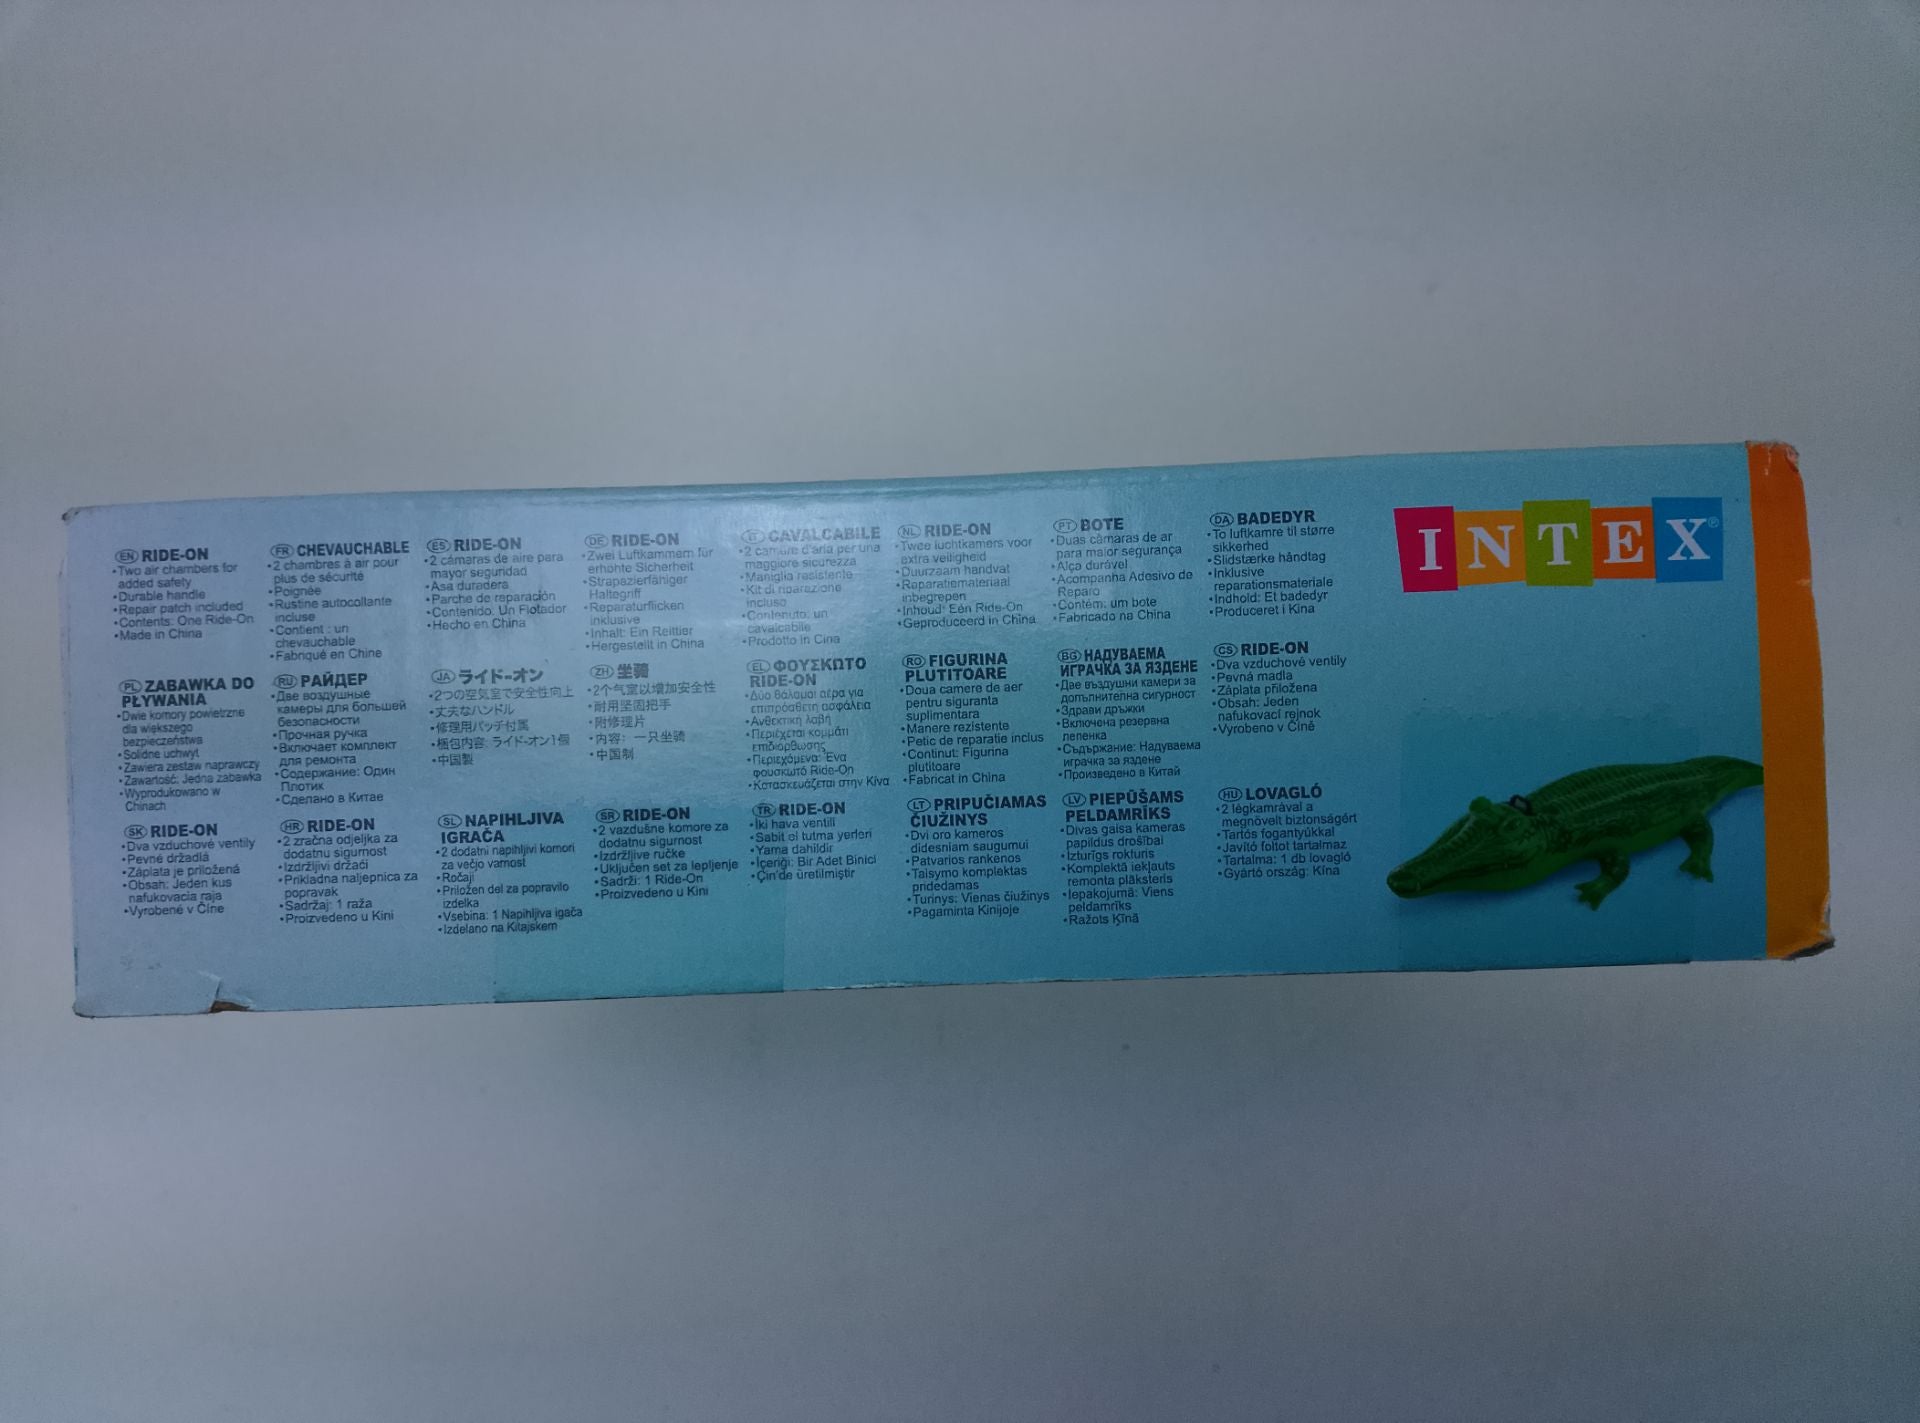 EN RIDE-ON
•Two air chambers for
added safety
•Durable handle
•Repair patch included
•Contents: One Ride-On
•Made in China
FR CHEVAUCHABLE
•2 chambres à air pour
plus de sécurité
•Poignée
•Rustine autocollante
incluse
•Contient : un
chevauchable
•Fabriqué en Chine
ES RIDE-ON
•2 cámaras de aire para
mayor seguridad
•Asa duradera
•Parche de reparación
•Contenido: Un Flotador
•Hecho en China
DE RIDE-ON
•Zwei Luftkammern für
erhöhte Sicherheit
•Strapazierfähiger
Haltegriff
•Reparaturflicken
inklusive
•Inhalt: Ein Reittier
•Hergestellt in China
IT CAVALCABILE
•2 camere d'aria per una
maggiore sicurezza
•Maniglia resistente
•Kit di riparazione
incluso
•Contenuto: un
cavalcabile
•Prodotto in Cina
NL RIDE-ON
•Twee luchtkamers voor
extra veiligheid
•Duurzaam handvat
•Reparatiemateriaal
inbegrepen
•Inhoud: Eén Ride-On
•Geproduceerd in China
PT BOTE
•Duas câmaras de ar
para maior segurança
•Alça durável
•Acompanha Adesivo de
Reparo
•Contém: um bote
•Fabricado na China
DA BADEDYR
•To luftkamre til større
sikkerhed
•Slidstærke håndtag
•Inklusive
reparationsmateriale
•Indhold: Et badedyr
•Produceret i Kina
INTEX®
PL ZABAWKA DO
PŁYWANIA
•Dwie komory powietrzne
dla większego
bezpieczeństwa
•Solidne uchwyt
•Zawiera zestaw naprawczy
•Zawartość: Jedna zabawka
•Wyprodukowano w
Chinach
RU РАЙДЕР
•Две воздушные
камеры для большей
безопасности
•Прочная ручка
•Включает комплект
для ремонта
•Содержание: Один
Плотик
•Сделано в Китае
JA ライド-オン
•2つの空気室で安全性向上
•丈夫なハンドル
•修理用パッチ付属
•梱包内容: ライド-オン1個
•中国製
ZH 坐骑
•2个气室以增加安全性
•耐用坚固把手
•附修理片
•内容：一只坐骑
•中国制
EL ΦΟΥΣΚΩΤΟ
RIDE-ON
•Δύο θάλαμοι αέρα για
επιπρόσθετη ασφάλεια
•Ανθεκτική λαβή
•Περιέχεται κομμάτι
επιδιόρθωσης
•Περιεχόμενα: Ένα
φουσκωτό Ride-On
•Κατασκευάζεται στην Κίνα
RO FIGURINA
PLUTITOARE
•Doua camere de aer
pentru siguranta
suplimentara
•Manere rezistente
•Petic de reparatie inclus
•Continut: Figurina
plutitoare
•Fabricat in China
BG НАДУВАЕМА
ИГРАЧКА ЗА ЯЗДЕНЕ
•Две въздушни камери за
допълнителна сигурност
•Здрави дръжки
•Включена резервна
лепенка
•Съдържание: Надуваема
играчка за яздене
•Произведено в Китай
CS RIDE-ON
•Dva vzduchové ventily
•Pevná madla
•Záplata přiložena
•Obsah: Jeden
nafukovací rejnok
•Vyrobeno v Číně
SK RIDE-ON
•Dva vzduchové ventily
•Pevné držadlá
•Záplata je priložená
•Obsah: Jeden kus
nafukovacia raja
•Vyrobené v Číne
HR RIDE-ON
•2 zračna odjeljka za
dodatnu sigurnost
•Izdržljivi držači
•Prikladna naljepnica za
popravak
•Sadržaj: 1 raža
•Proizvedeno u Kini
SL NAPIHLJIVA
IGRAČA
•2 dodatni napihljivi komori
za večjo varnost
•Ročaji
•Priložen del za popravilo
izdelka
•Vsebina: 1 Napihljiva igača
•Izdelano na Kitajskem
SR RIDE-ON
•2 vazdušne komore za
dodatnu sigurnost
•Izdržljive ručke
•Uključen set za lepljenje
•Sadrži: 1 Ride-On
•Proizvedeno u Kini
TR RIDE-ON
•İki hava ventili
•Sabit el tutma yerleri
•Yama dahildir
•İçeriği: Bir Adet Binici
•Çin'de üretilmiştir
LT PRIPUČIAMAS
ČIUŽINYS
•Dvi oro kameros
didesniam saugumui
•Patvarios rankenos
•Taisymo komplektas
pridedamas
•Turinys: Vienas čiužinys
•Pagaminta Kinijoje
LV PIEPŪŠAMS
PELDAMRĪKS
•Divas gaisa kameras
papildus drošībai
•Izturīgs rokturis
•Komplektā iekļauts
remonta plāksteris
•Iepakojumā: Viens
peldamrīks
•Ražots Ķīnā
HU LOVAGLÓ
•2 légkamrával a
megnövelt biztonságért
•Tartós fogantyúkkal
•Javító foltot tartalmaz
•Tartalma: 1 db lovagló
•Gyártó ország: Kína